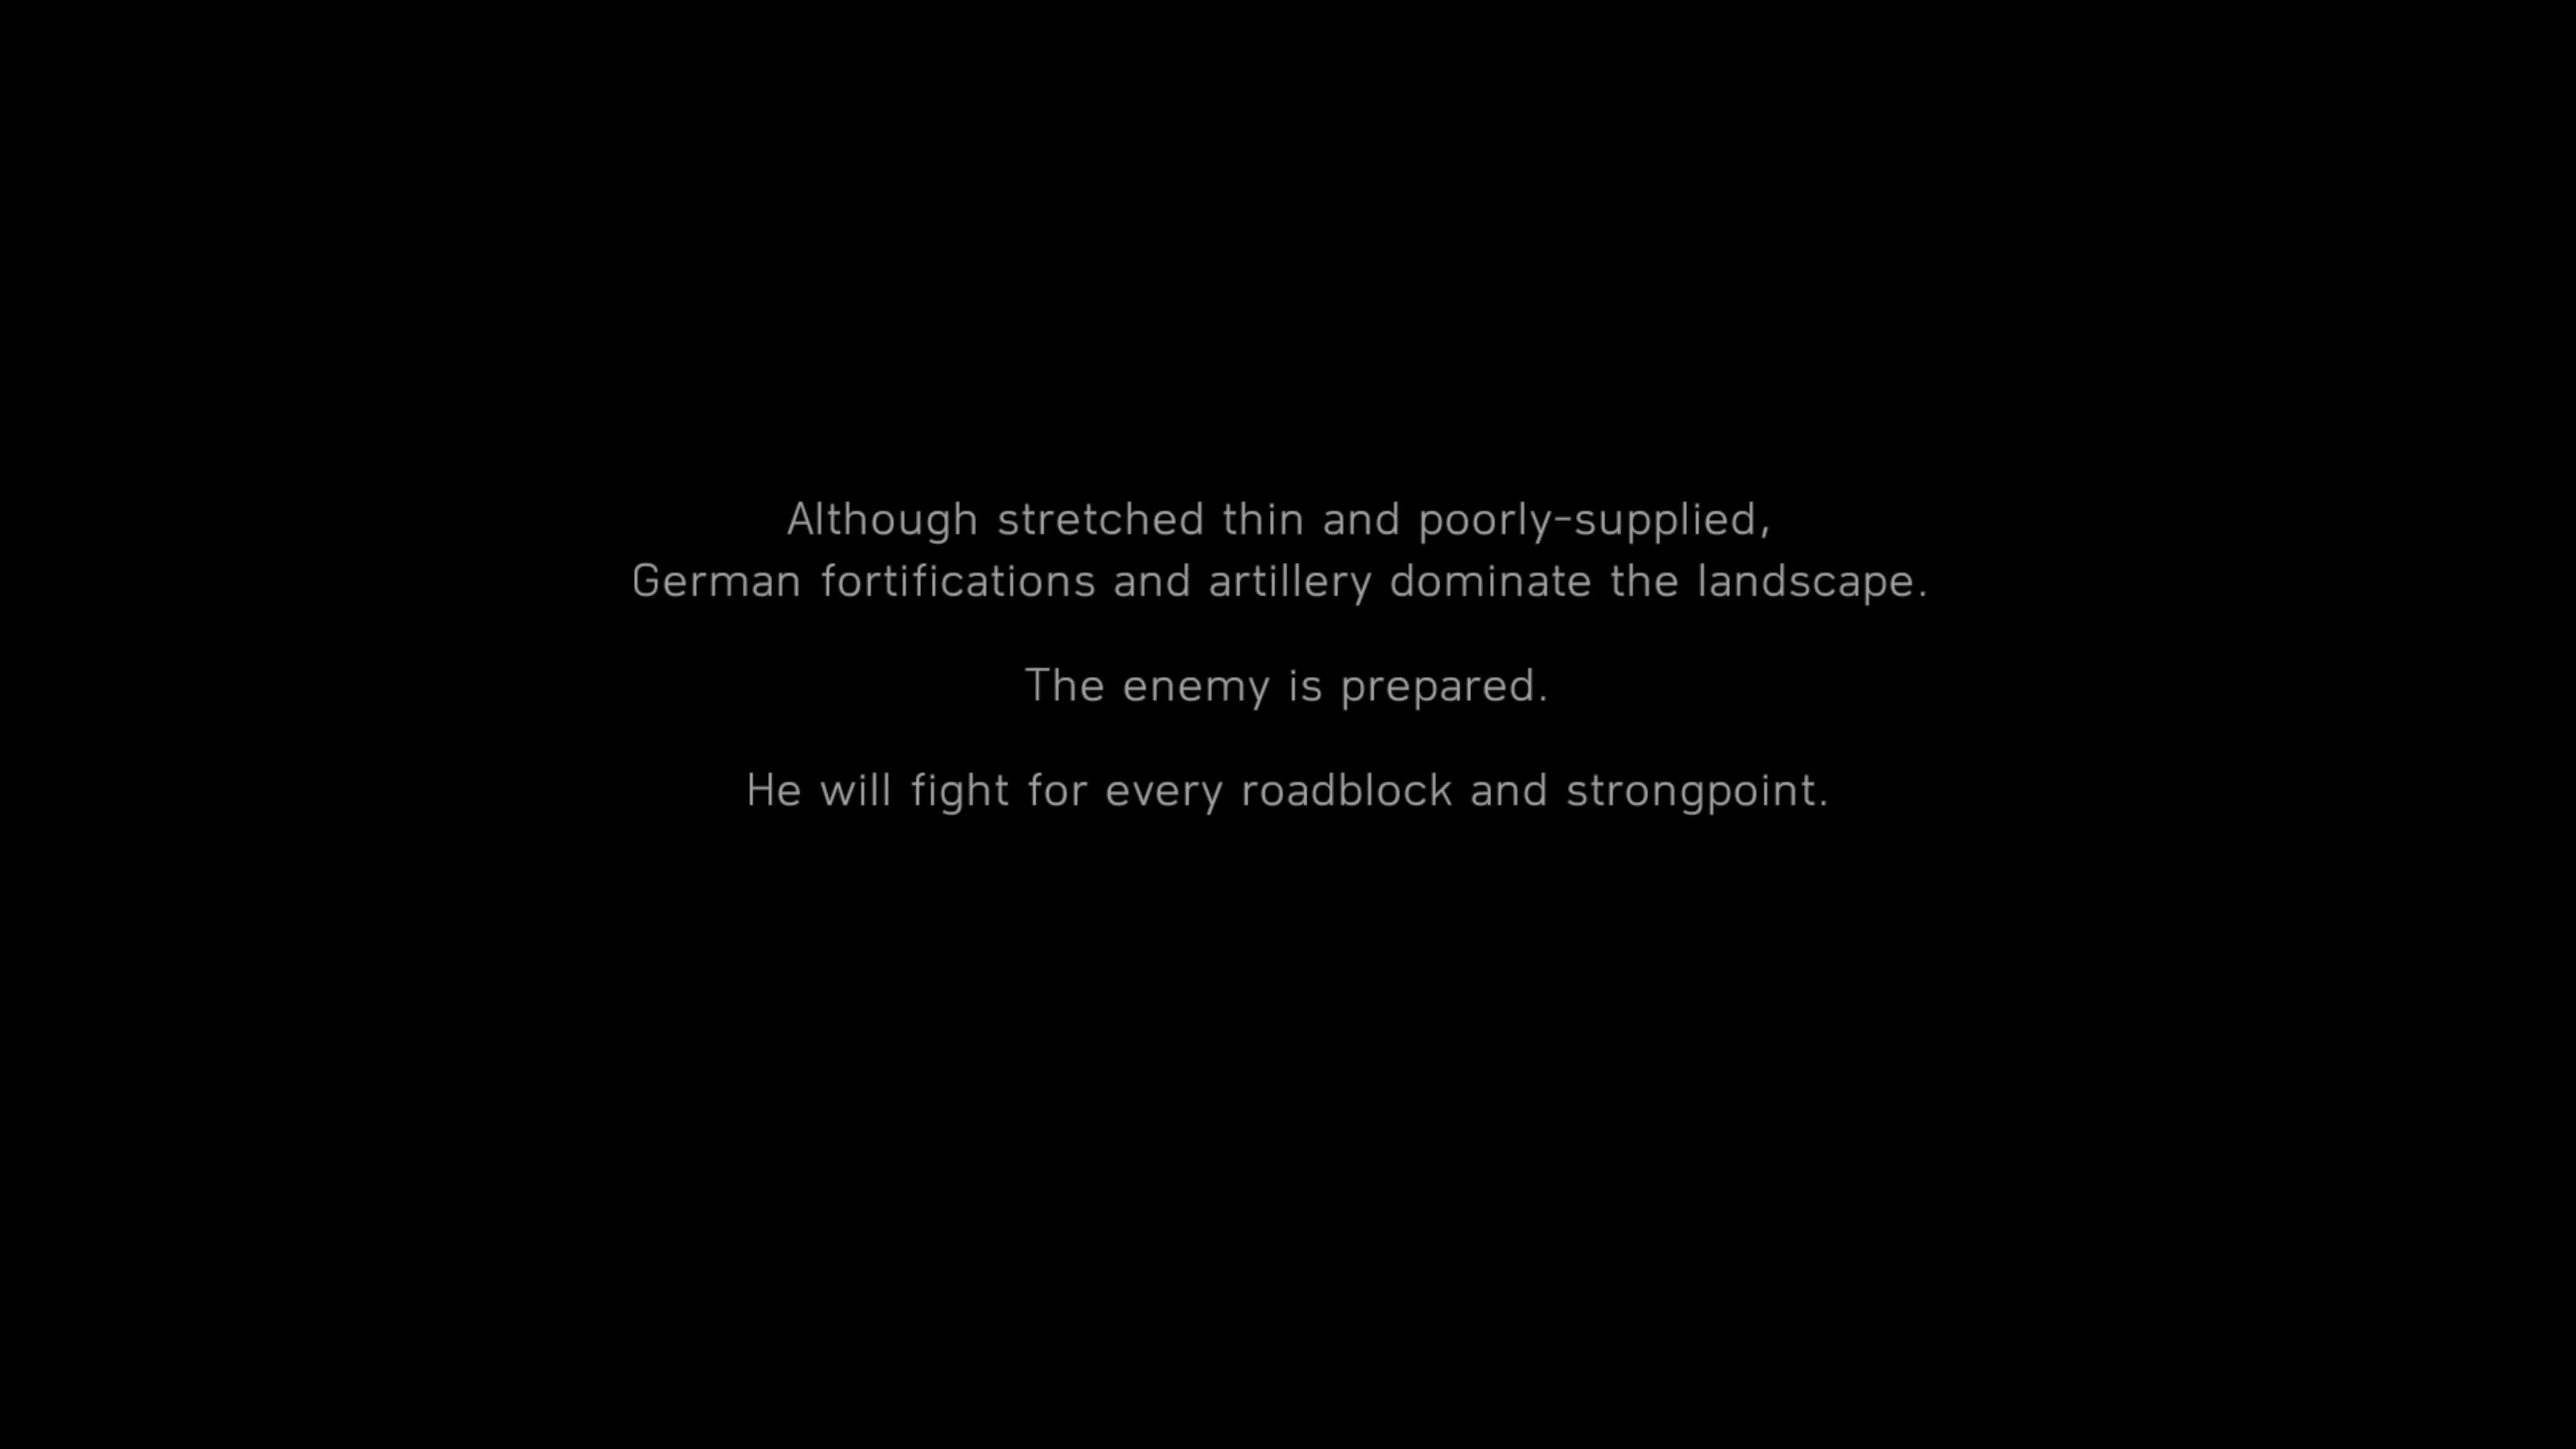 Although stretched thin and poorly-supplied,
German fortifications and artillery dominate the landscape.
The enemy is prepared.
He will fight for every roadblock and strongpoint.